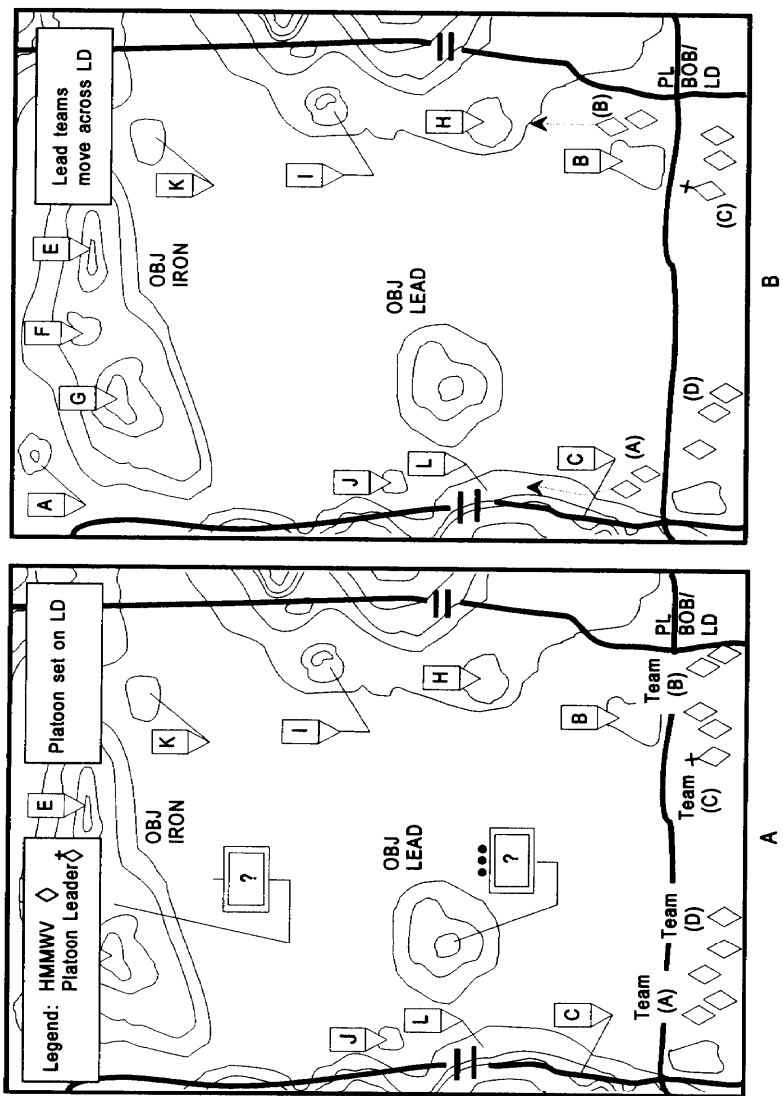 Legend: HMMWV
Platoon Leader
Platoon set on LD
E
K
OBJ
IRON
?
I
H
OBJ
LEAD
?
J
L
B
C
Team
(A)
Team
(D)
Team
(C)
Team
(B)
PL
BOB/
LD
A
Lead teams
move across LD
A
G
F
E
K
OBJ
IRON
I
H
OBJ
LEAD
J
L
B
C
(A)
(B)
(D)
(C)
PL
BOB/
LD
B